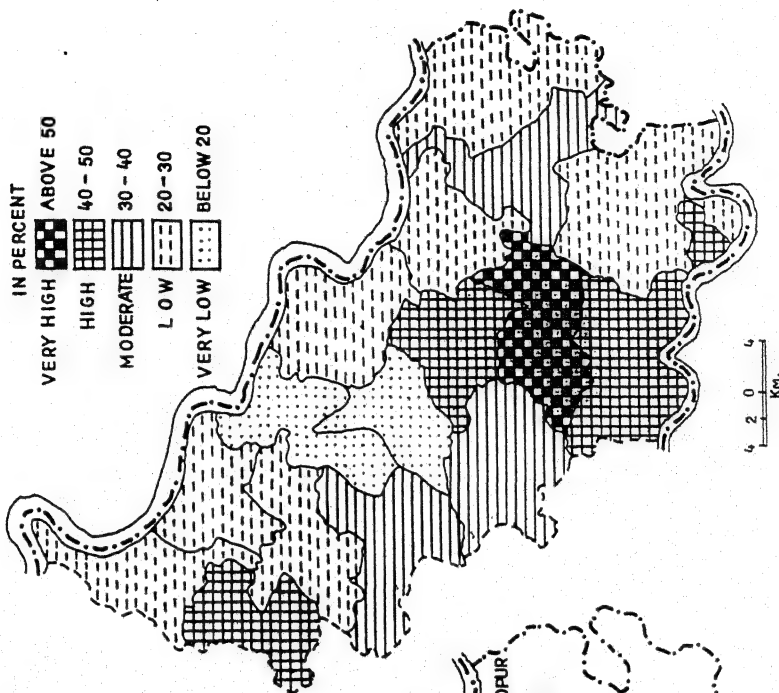 IN PERCENT
VERY HIGH ABOVE 50
HIGH 40-50
MODERATE 30-40
LOW 20-30
VERY LOW BELOW 20
4 2 0 4
Km.
OPUR